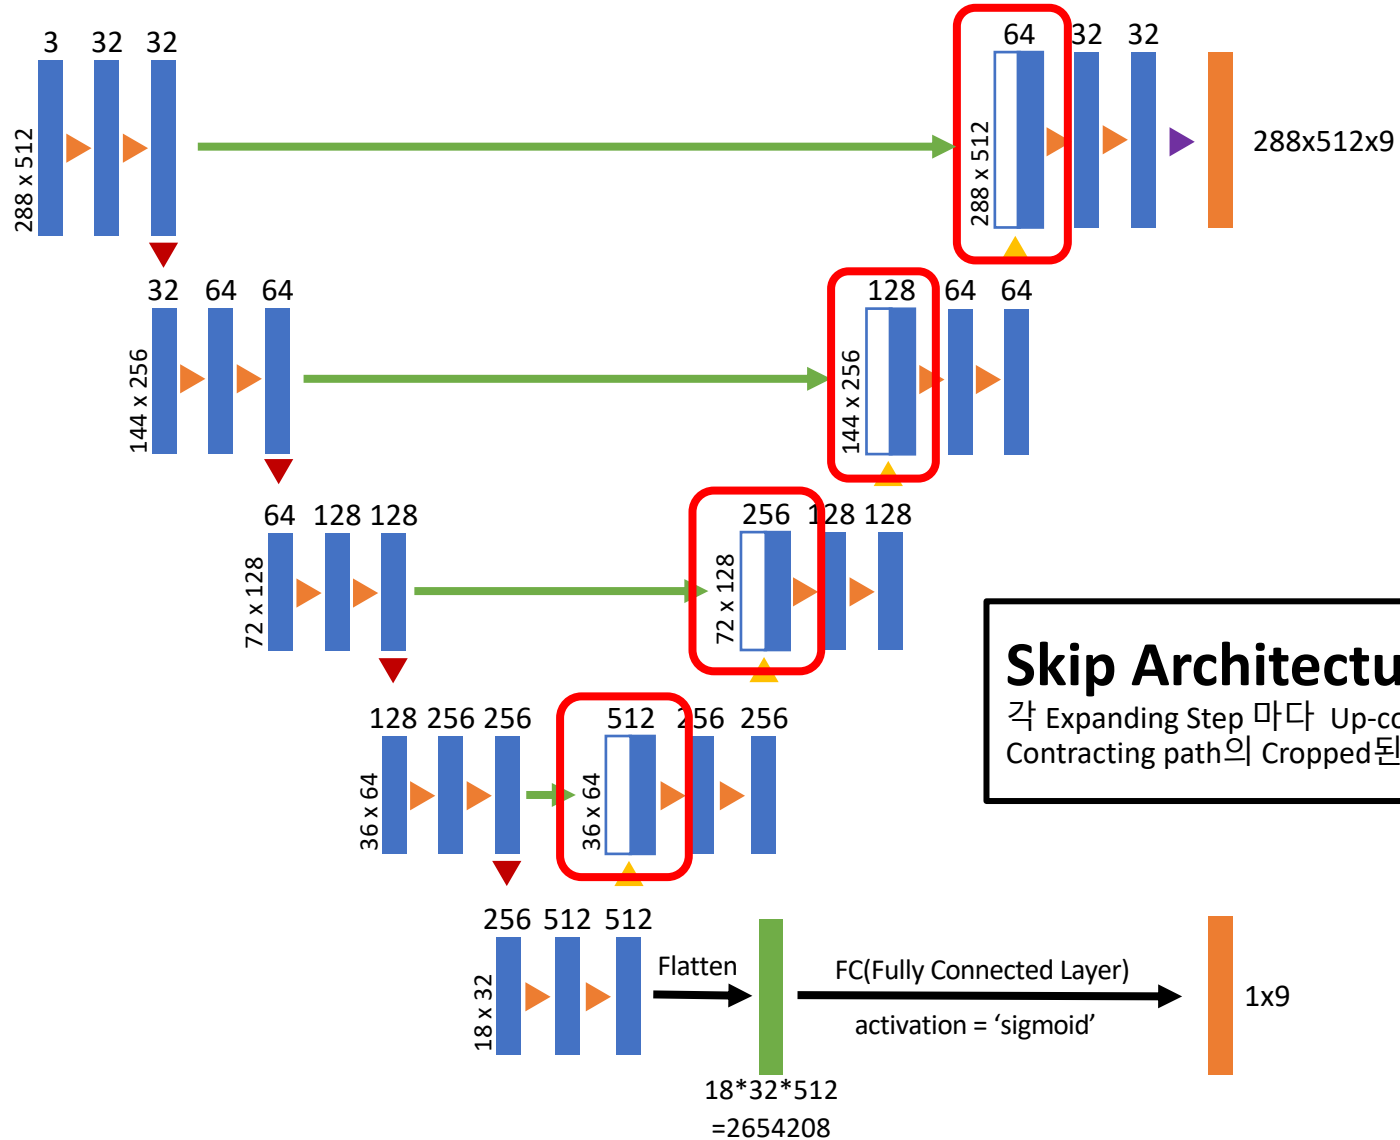 3 32 32
288 x 512
64 32 32
288 x 512
288x512x9
32 64 64
144 x 256
128 64 64
144 x 256
64 128 128
72 x 128
256 128 128
72 x 128
Skip Architectu
각 Expanding Step 마다 Up-co
Contracting path의 Cropped된
128 256 256
36 x 64
512 256 256
36 x 64
256 512 512
18 x 32
Flatten
FC(Fully Connected Layer)
activation = ‘sigmoid’
1x9
18*32*512
=2654208